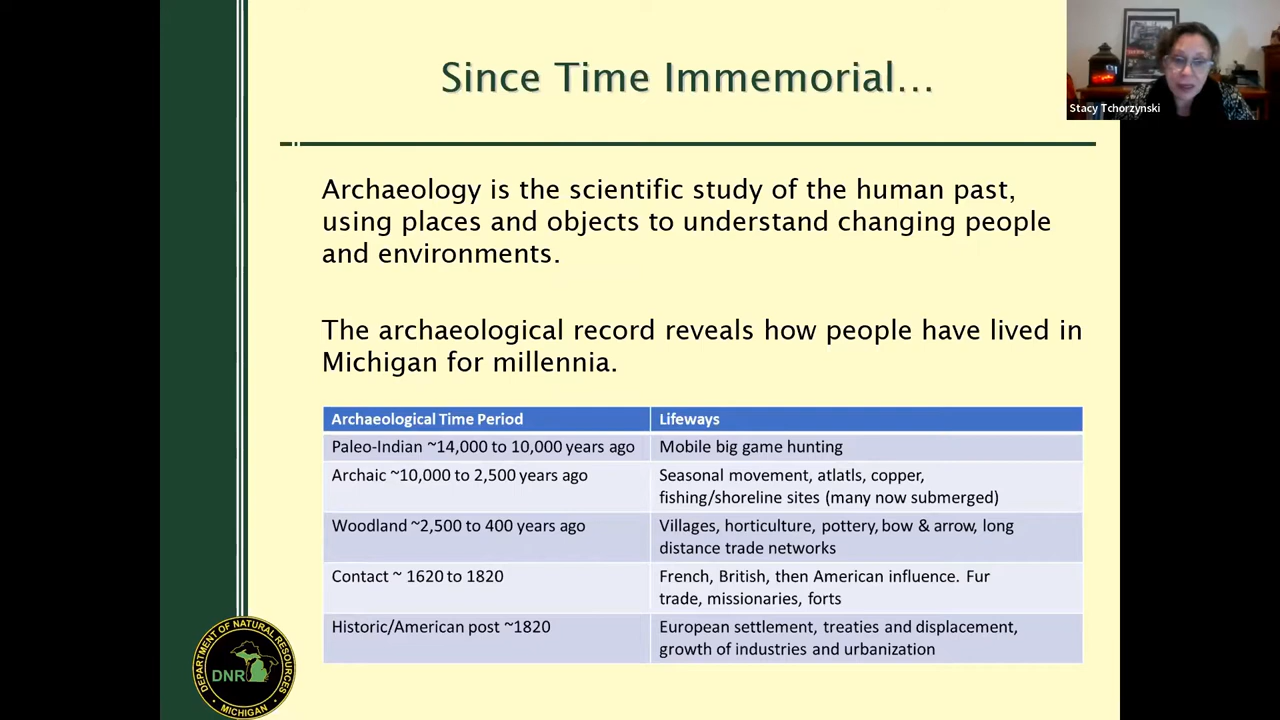 Since Time Immemorial...
Stacy Tchorzynski
Archaeology is the scientific study of the human past,
using places and objects to understand changing people
and environments.
The archaeological record reveals how people have lived in
Michigan for millennia.
Archaeological Time Period Lifeways
Paleo-Indian ~14,000 to 10,000 years ago Mobile big game hunting
Archaic ~10,000 to 2,500 years ago Seasonal movement, atlatls, copper,
fishing/shoreline sites (many now submerged)
Woodland ~2,500 to 400 years ago Villages, horticulture, pottery, bow & arrow, long
distance trade networks
Contact ~ 1620 to 1820 French, British, then American influence. Fur
trade, missionaries, forts
Historic/American post ~1820 European settlement, treaties and displacement,
growth of industries and urbanization
DEPARTMENT OF NATURAL RESOURCES
DNR
MICHIGAN